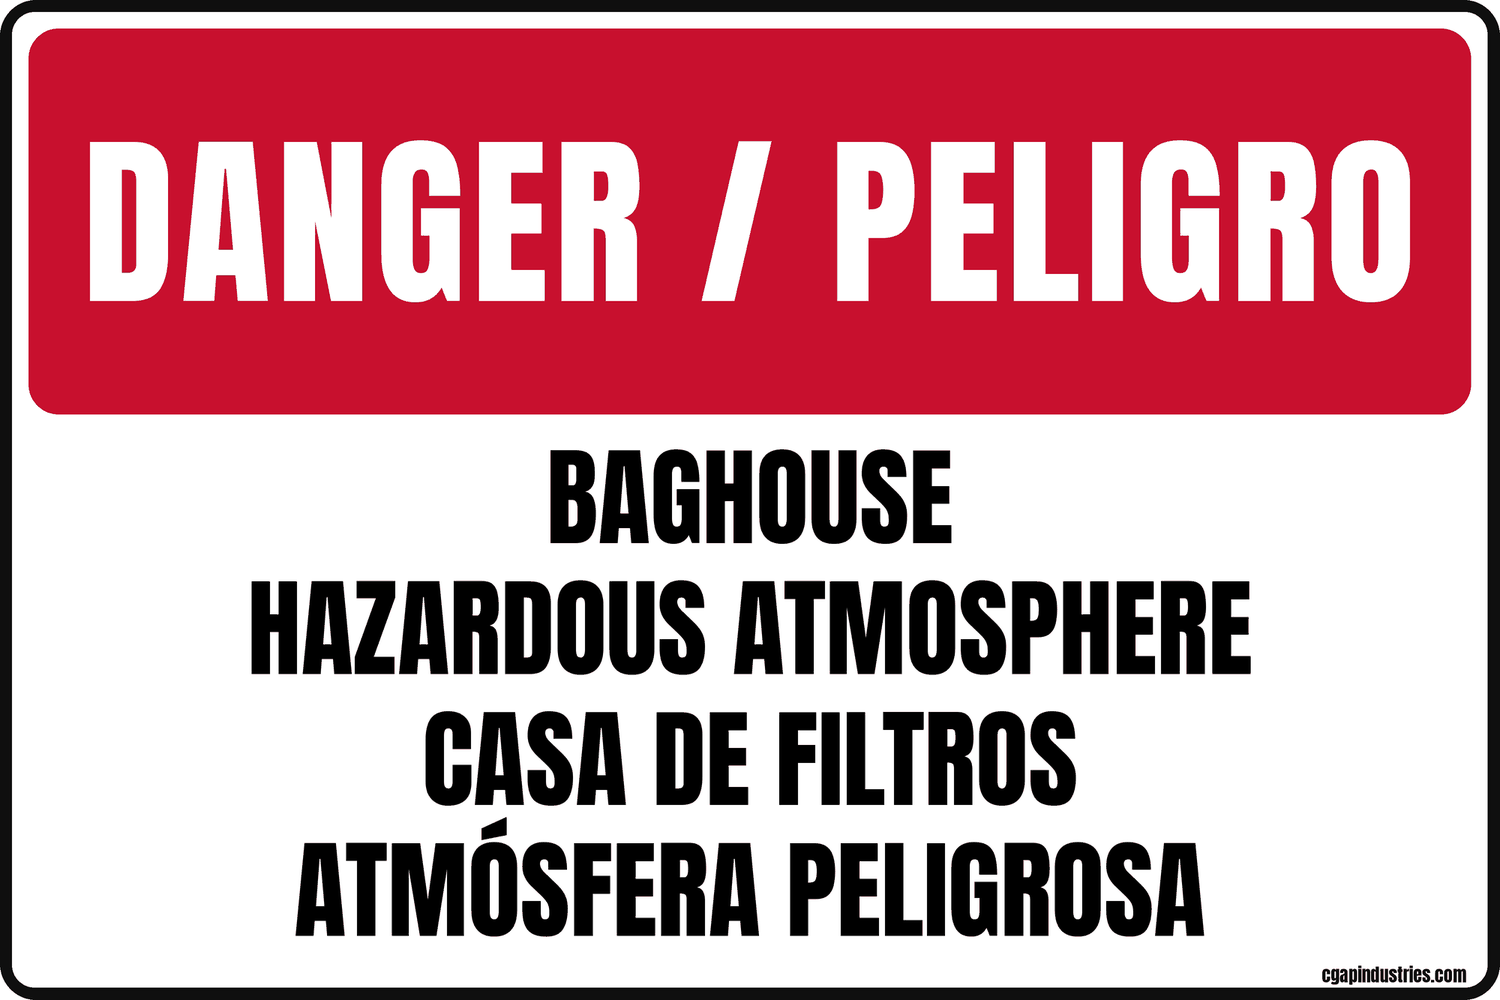 DANGER / PELIGRO
BAGHOUSE
HAZARDOUS ATMOSPHERE
CASA DE FILTROS
ATMÓSFERA PELIGROSA
cgapindustries.com